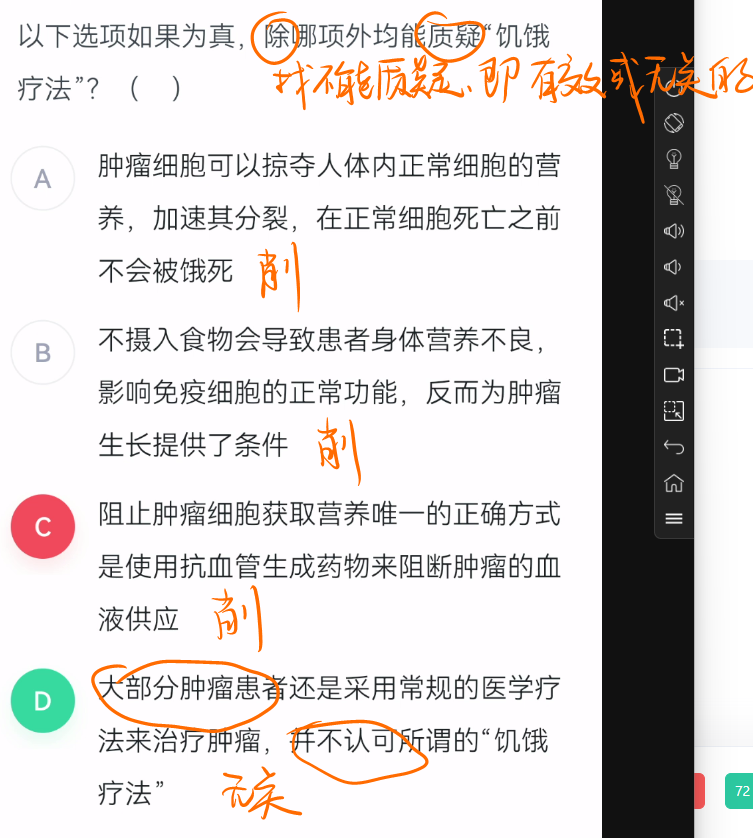 以下选项如果为真，除哪项外均能质疑“饥饿
疗法”？（ ）
找不能质疑、即有效或无关的
A
肿瘤细胞可以掠夺人体内正常细胞的营
养，加速其分裂，在正常细胞死亡之前
不会被饿死 削
B
不摄入食物会导致患者身体营养不良，
影响免疫细胞的正常功能，反而为肿瘤
生长提供了条件 削
C
阻止肿瘤细胞获取营养唯一的正确方式
是使用抗血管生成药物来阻断肿瘤的血
液供应 削
D
大部分肿瘤患者还是采用常规的医学疗
法来治疗肿瘤，并不认可所谓的“饥饿
疗法” 无关
72